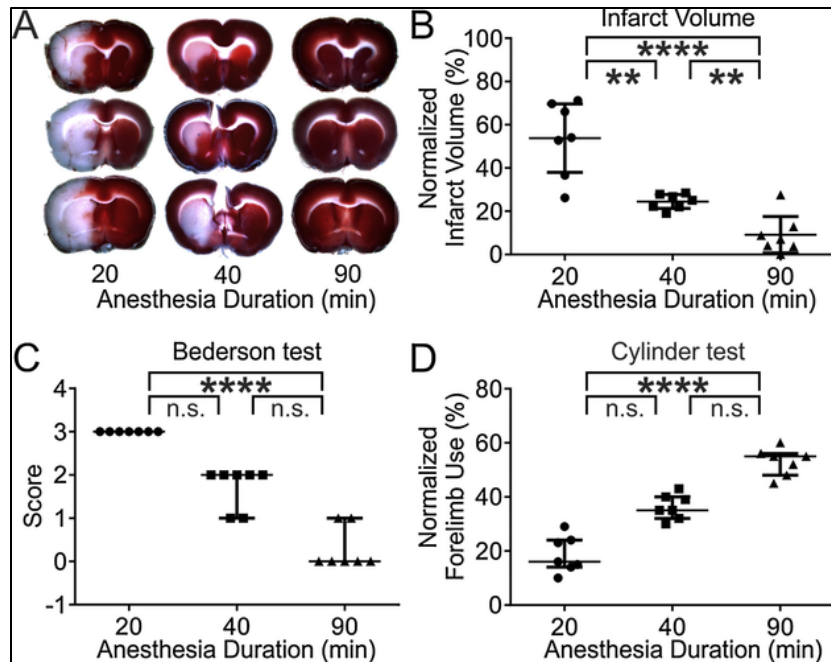 A
20 40 90
Anesthesia Duration (min)
B
Infarct Volume
****
** **
Normalized
Infarct Volume (%)
100
80
60
40
20
0
20 40 90
Anesthesia Duration (min)
C
Bederson test
****
n.s. n.s.
Score
4
3
2
1
0
-1
20 40 90
Anesthesia Duration (min)
D
Cylinder test
****
n.s. n.s.
Normalized
Forelimb Use (%)
80
60
40
20
0
20 40 90
Anesthesia Duration (min)